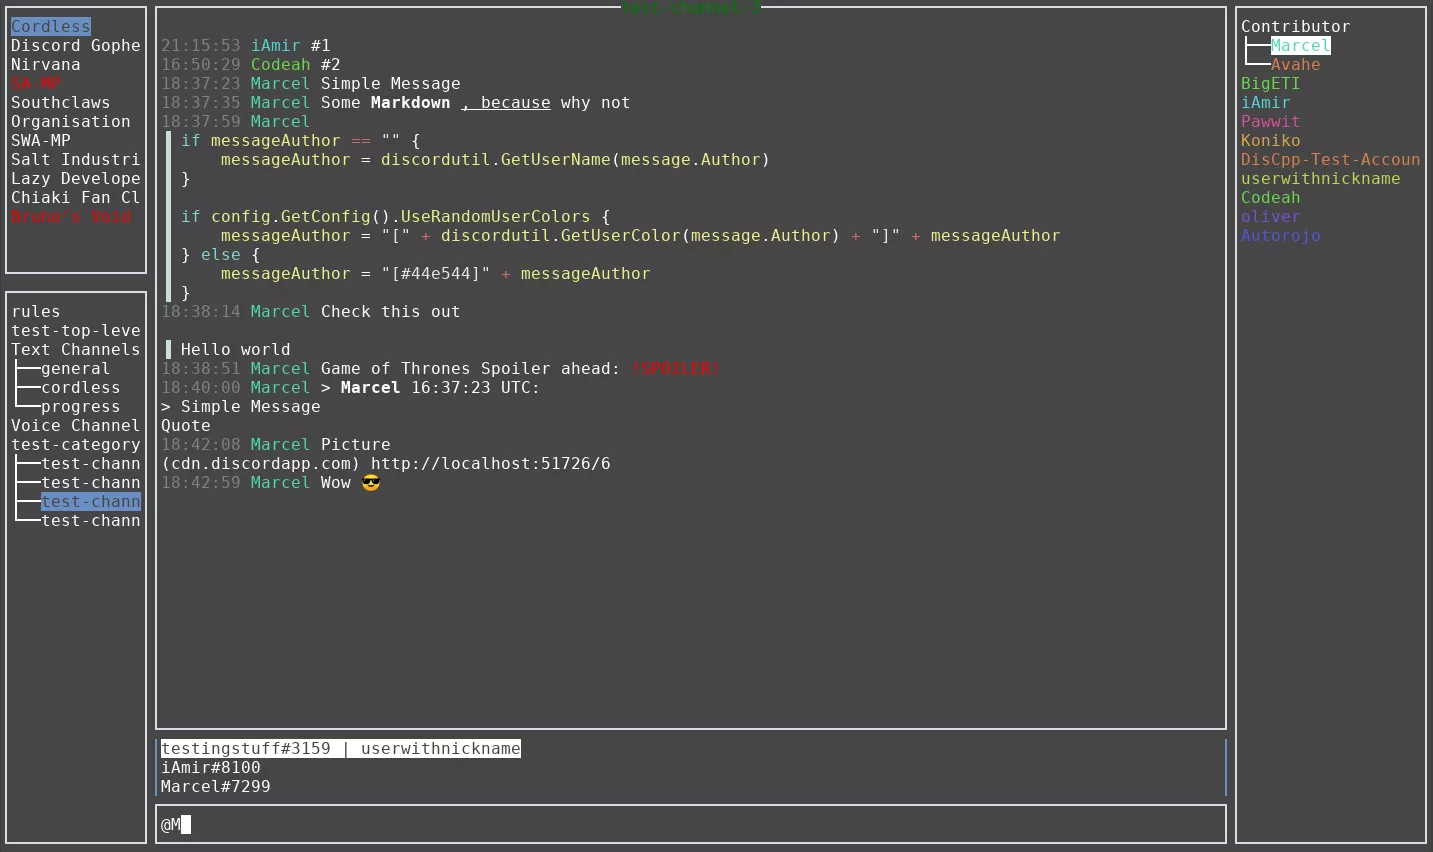 Cordless
Discord Gophe
Nirvana
SA-MP
Southclaws
Organisation
SWA-MP
Salt Industri
Lazy Develope
Chiaki Fan Cl
Bruno's Void
rules
test-top-leve
Text Channels
general
cordless
progress
Voice Channel
test-category
test-chann
test-chann
test-chann
test-chann
21:15:53 iAmir #1
16:50:29 Codeah #2
18:37:23 Marcel Simple Message
18:37:35 Marcel Some Markdown , because why not
18:37:59 Marcel
if messageAuthor == "" {
messageAuthor = discordutil.GetUserName(message.Author)
}
if config.GetConfig().UseRandomUserColors {
messageAuthor = "[" + discordutil.GetUserColor(message.Author) + "]" + messageAuthor
} else {
messageAuthor = "[#44e544]" + messageAuthor
}
18:38:14 Marcel Check this out
Hello world
18:38:51 Marcel Game of Thrones Spoiler ahead: !SPOILER!
18:40:00 Marcel > Marcel 16:37:23 UTC:
> Simple Message
Quote
18:42:08 Marcel Picture
(cdn.discordapp.com) http://localhost:51726/6
18:42:59 Marcel Wow 😎
testingstuff#3159 | userwithnickname
iAmir#8100
Marcel#7299
@M
Contributor
Marcel
Avahe
BigETI
iAmir
Pawwit
Koniko
DisCpp-Test-Accoun
userwithnickname
Codeah
oliver
Autorojo